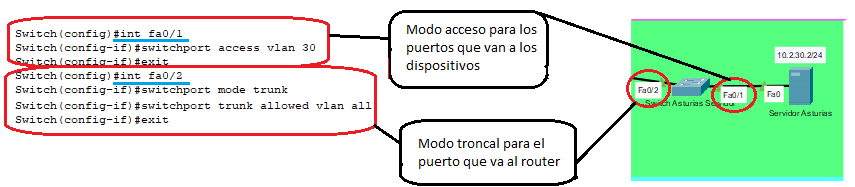 Switch(config)#int fa0/1
Switch(config-if)#switchport access vlan 30
Switch(config-if)#exit
Switch(config)#int fa0/2
Switch(config-if)#switchport mode trunk
Switch(config-if)#switchport trunk allowed vlan all
Switch(config-if)#exit
Modo acceso para los
puertos que van a los
dispositivos
Modo troncal para el
puerto que va al router
10.2.30.2/24
Fa0/2
Fa0/1
Fa0
Switch Asturias
Servidor Asturias